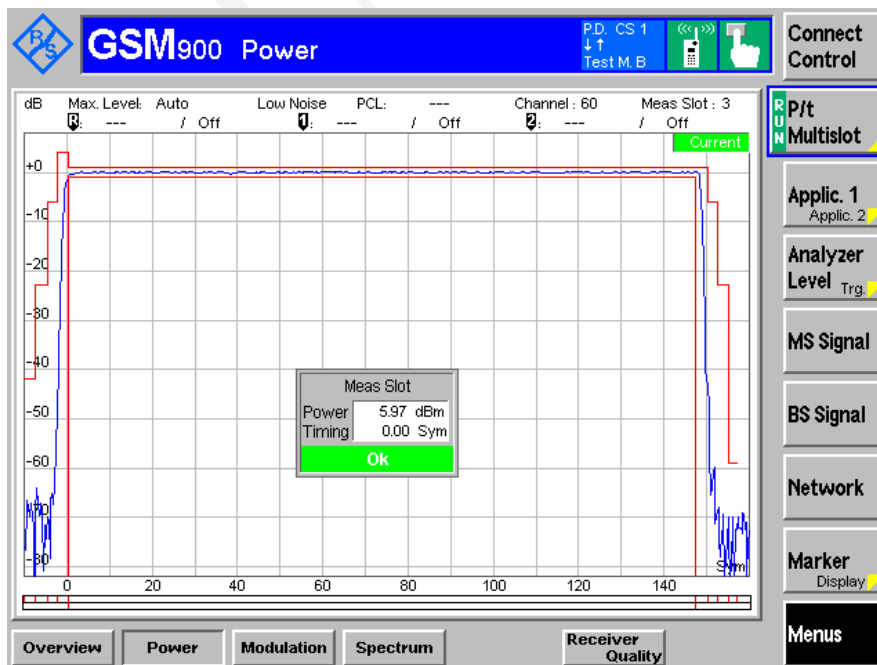 R&S
GSM900 Power
P.D. CS 1
↓↑
Test M. B
Connect Control
dB Max. Level: Auto Low Noise PCL: --- Channel : 60 Meas Slot : 3
R: --- / Off 1: --- / Off 2: --- / Off
Current
RUN
P/t Multislot
Applic. 1
Applic. 2
Analyzer Level
Trg.
MS Signal
BS Signal
Network
Marker
Display
Menus
+0
-10
-20
-30
-40
-50
-60
-70
-80
Meas Slot
Power 5.97 dBm
Timing 0.00 Sym
Ok
Sym
0 20 40 60 80 100 120 140
Overview Power Modulation Spectrum Receiver Quality